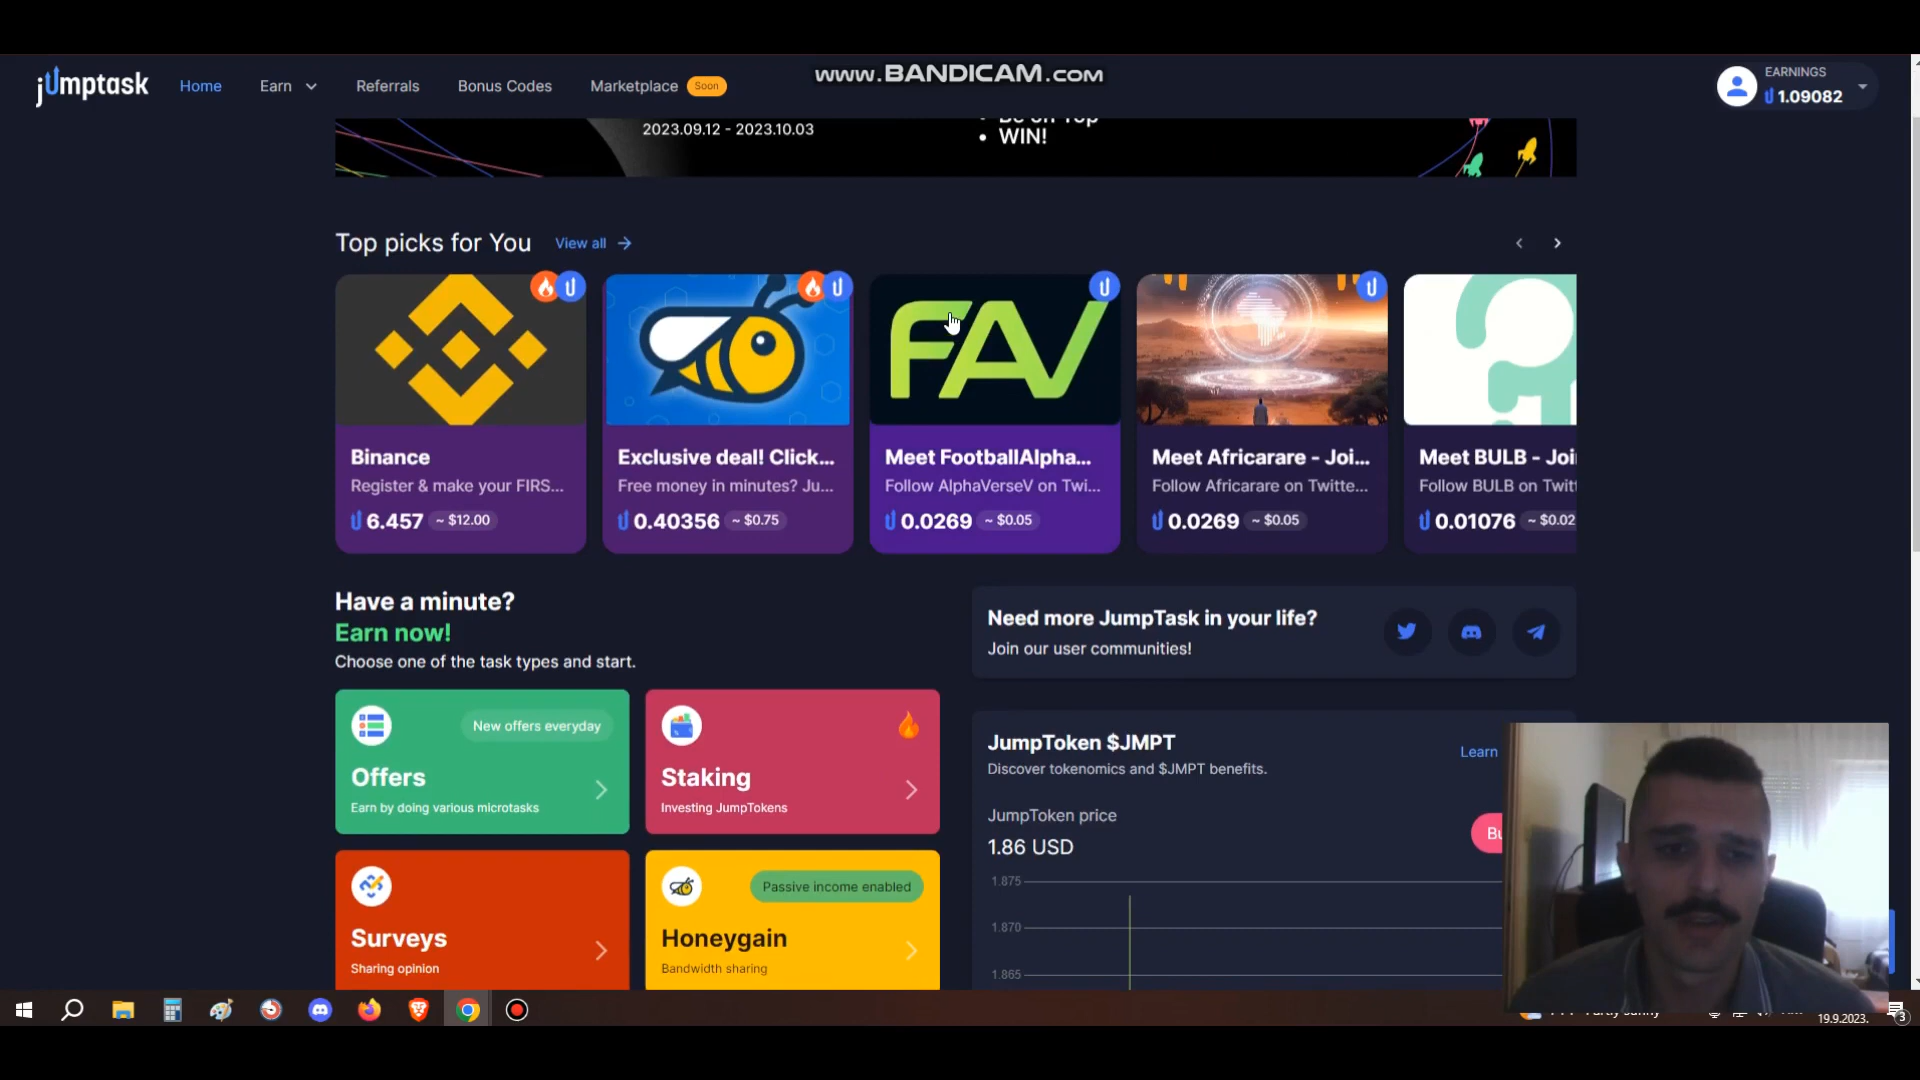 www.BANDICAM.com
jumptask
Home
Earn
Referrals
Bonus Codes
Marketplace
Soon
EARNINGS
1.09082
2023.09.12 - 2023.10.03
• Be on Top
• WIN!
Top picks for You
View all
FAV
Binance
Register & make your FIRS...
6.457 ~ $12.00
Exclusive deal! Click...
Free money in minutes? Ju...
0.40356 ~ $0.75
Meet FootballAlpha...
Follow AlphaVerseV on Twi...
0.0269 ~ $0.05
Meet Africarare - Joi...
Follow Africarare on Twitte...
0.0269 ~ $0.05
Meet BULB - Joi
Follow BULB on Twit
0.01076 ~ $0.02
Have a minute?
Earn now!
Choose one of the task types and start.
New offers everyday
Offers
Earn by doing various microtasks
Staking
Investing JumpTokens
Surveys
Sharing opinion
Passive income enabled
Honeygain
Bandwidth sharing
Need more JumpTask in your life?
Join our user communities!
JumpToken $JMPT
Learn
Discover tokenomics and $JMPT benefits.
JumpToken price
1.86 USD
Bu
1.875
1.870
1.865
19.9.2023.
3